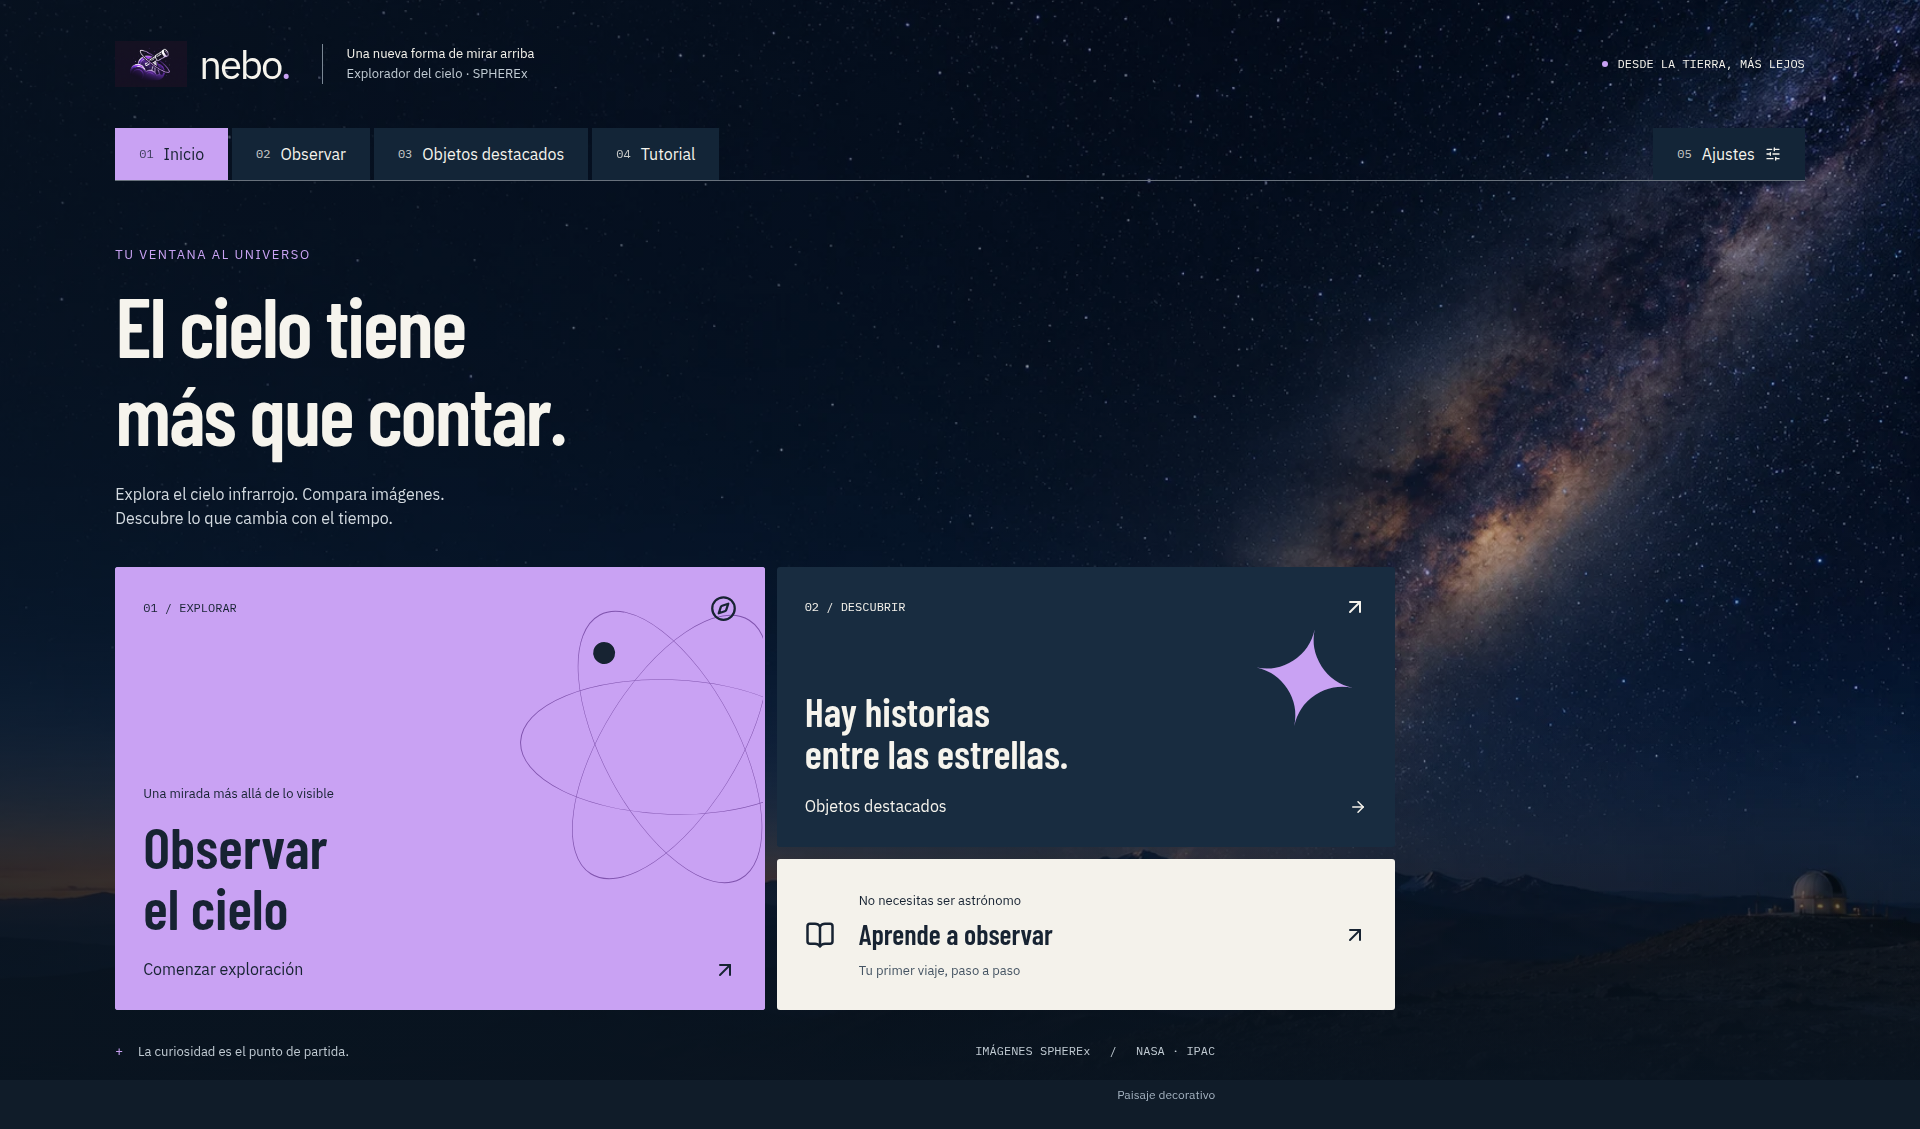 nebo.
Una nueva forma de mirar arriba
Explorador del cielo · SPHEREx
DESDE LA TIERRA, MÁS LEJOS
01 Inicio
02 Observar
03 Objetos destacados
04 Tutorial
05 Ajustes
TU VENTANA AL UNIVERSO
El cielo tiene
más que contar.
Explora el cielo infrarrojo. Compara imágenes.
Descubre lo que cambia con el tiempo.
01 / EXPLORAR
Una mirada más allá de lo visible
Observar
el cielo
Comenzar exploración
02 / DESCUBRIR
Hay historias
entre las estrellas.
Objetos destacados
No necesitas ser astrónomo
Aprende a observar
Tu primer viaje, paso a paso
+ La curiosidad es el punto de partida.
IMÁGENES SPHEREx / NASA · IPAC
Paisaje decorativo